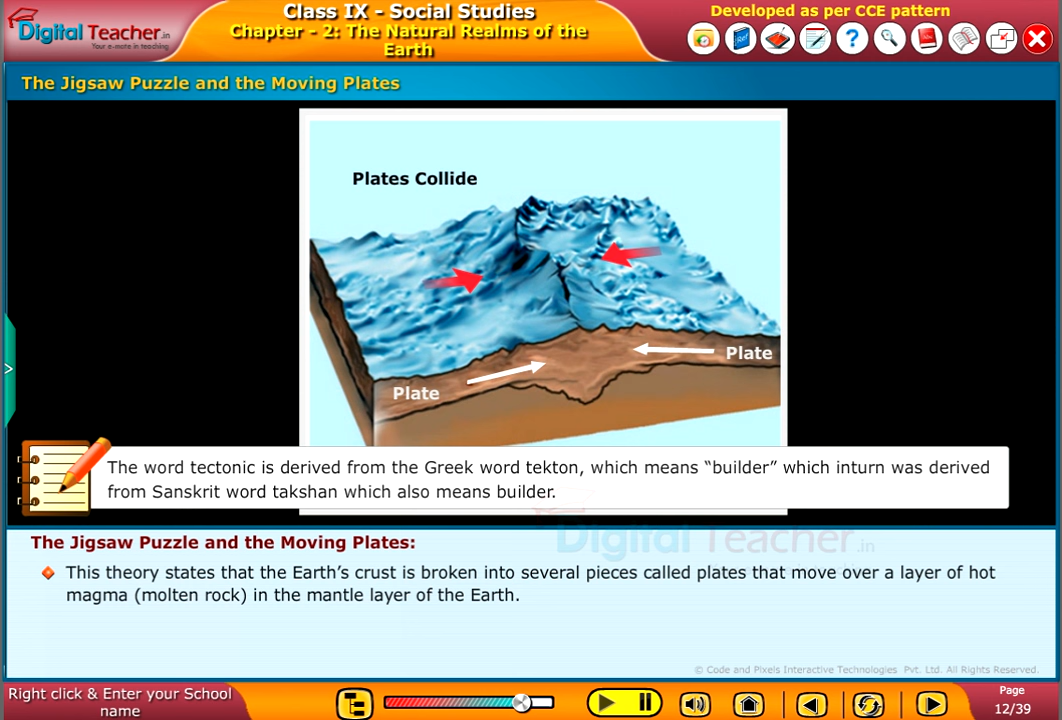 Digital Teacher.in
Your e-mate in teaching
Class IX - Social Studies
Chapter - 2: The Natural Realms of the
Earth
Developed as per CCE pattern
Ref
?
The Jigsaw Puzzle and the Moving Plates
Plates Collide
Plate
Plate
>
The word tectonic is derived from the Greek word tekton, which means “builder” which inturn was derived
from Sanskrit word takshan which also means builder.
Digital Teacher.in
The Jigsaw Puzzle and the Moving Plates:
This theory states that the Earth’s crust is broken into several pieces called plates that move over a layer of hot
magma (molten rock) in the mantle layer of the Earth.
© Code and Pixels Interactive Technologies Pvt. Ltd. All Rights Reserved.
Right click & Enter your School
name
Page
12/39